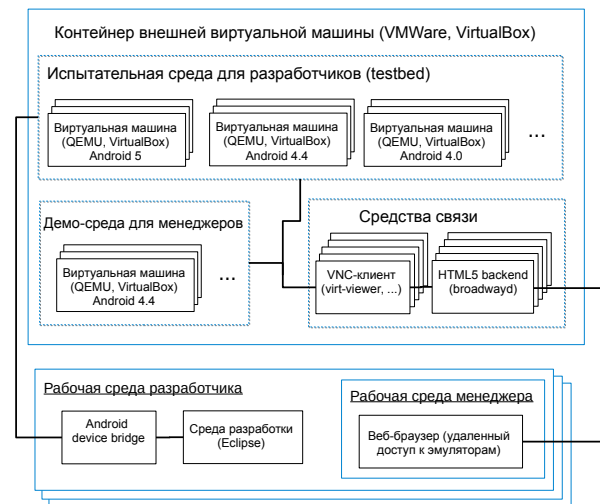 Контейнер внешней виртуальной машины (VMWare, VirtualBox)
Испытательная среда для разработчиков (testbed)
Виртуальная машина
(QEMU, VirtualBox)
Android 5
Виртуальная машина
(QEMU, VirtualBox)
Android 4.4
Виртуальная машина
(QEMU, VirtualBox)
Android 4.0
...
Демо-среда для менеджеров
Виртуальная машина
(QEMU, VirtualBox)
Android 4.4
...
Средства связи
VNC-клиент
(virt-viewer, ...)
HTML5 backend
(broadwayd)
Рабочая среда разработчика
Android
device bridge
Среда разработки
(Eclipse)
Рабочая среда менеджера
Веб-браузер (удаленный
доступ к эмуляторам)